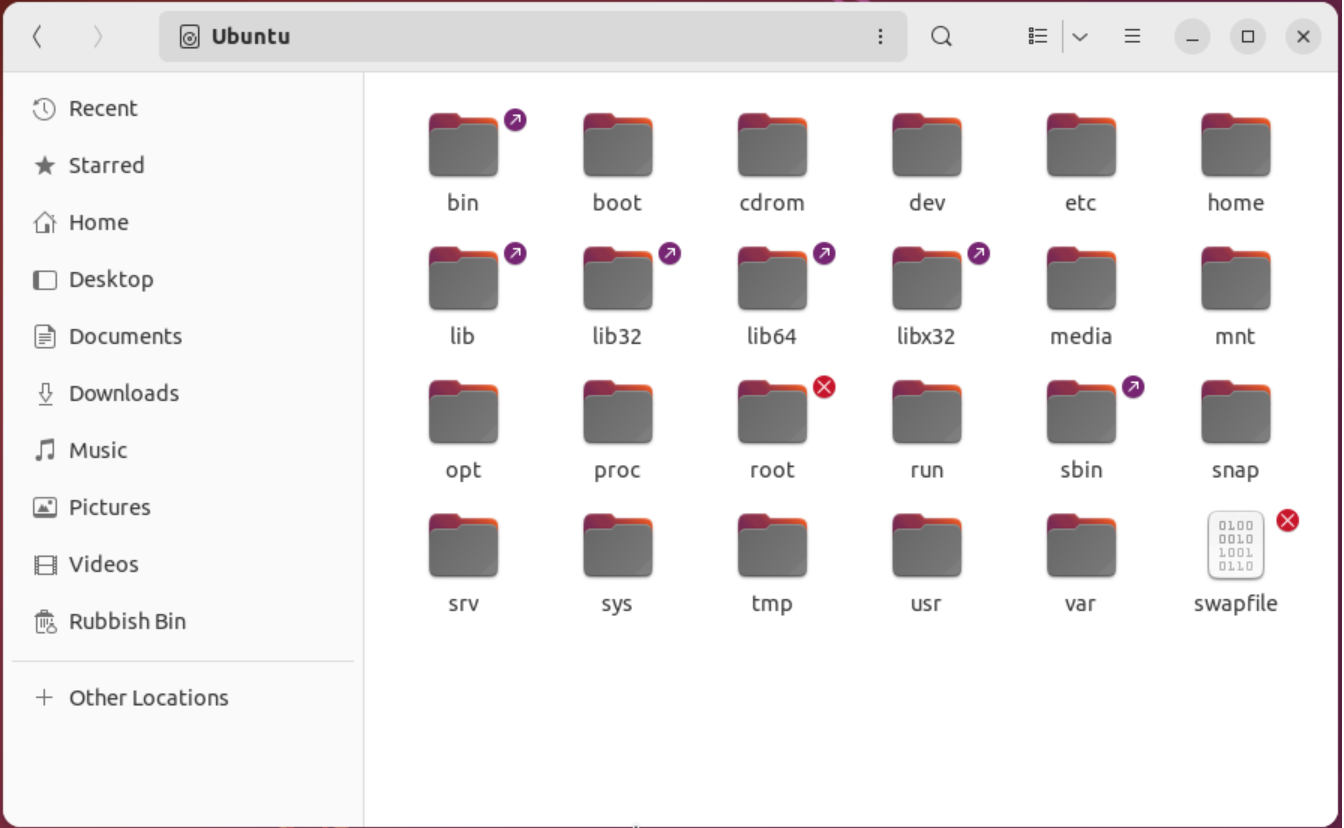 Ubuntu
Recent
Starred
Home
Desktop
Documents
Downloads
Music
Pictures
Videos
Rubbish Bin
Other Locations
bin boot cdrom dev etc home
lib lib32 lib64 libx32 media mnt
opt proc root run sbin snap
0100
0010
1001
0110
srv sys tmp usr var swapfile